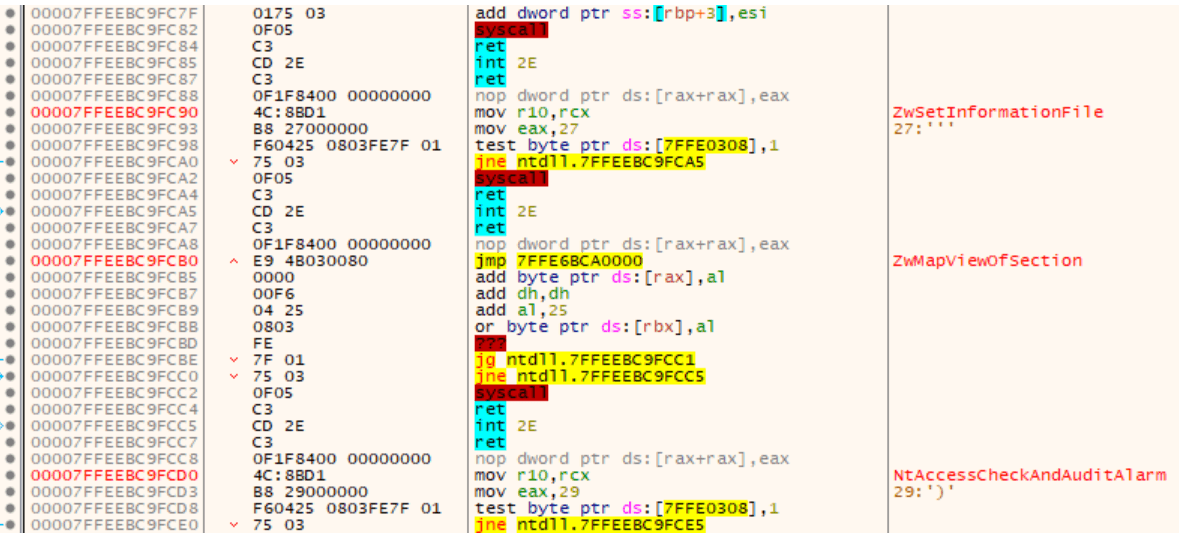 00007FFEEBC9FC7F 0175 03 add dword ptr ss:[rbp+3],esi
00007FFEEBC9FC82 0F05 syscall
00007FFEEBC9FC84 C3 ret
00007FFEEBC9FC85 CD 2E int 2E
00007FFEEBC9FC87 C3 ret
00007FFEEBC9FC88 0F1F8400 00000000 nop dword ptr ds:[rax+rax],eax
00007FFEEBC9FC90 4C:8BD1 mov r10,rcx ZwSetInformationFile
00007FFEEBC9FC93 B8 27000000 mov eax,27 27:'''
00007FFEEBC9FC98 F60425 0803FE7F 01 test byte ptr ds:[7FFE0308],1
00007FFEEBC9FCA0 75 03 jne ntdll.7FFEEBC9FCA5
00007FFEEBC9FCA2 0F05 syscall
00007FFEEBC9FCA4 C3 ret
00007FFEEBC9FCA5 CD 2E int 2E
00007FFEEBC9FCA7 C3 ret
00007FFEEBC9FCA8 0F1F8400 00000000 nop dword ptr ds:[rax+rax],eax
00007FFEEBC9FCB0 E9 4B030080 jmp 7FFE6BCA0000 ZwMapViewOfSection
00007FFEEBC9FCB5 0000 add byte ptr ds:[rax],al
00007FFEEBC9FCB7 00F6 add dh,dh
00007FFEEBC9FCB9 04 25 add al,25
00007FFEEBC9FCBB 0803 or byte ptr ds:[rbx],al
00007FFEEBC9FCBD FE ???
00007FFEEBC9FCBE 7F 01 jg ntdll.7FFEEBC9FCC1
00007FFEEBC9FCC0 75 03 jne ntdll.7FFEEBC9FCC5
00007FFEEBC9FCC2 0F05 syscall
00007FFEEBC9FCC4 C3 ret
00007FFEEBC9FCC5 CD 2E int 2E
00007FFEEBC9FCC7 C3 ret
00007FFEEBC9FCC8 0F1F8400 00000000 nop dword ptr ds:[rax+rax],eax
00007FFEEBC9FCD0 4C:8BD1 mov r10,rcx NtAccessCheckAndAuditAlarm
00007FFEEBC9FCD3 B8 29000000 mov eax,29 29:')'
00007FFEEBC9FCD8 F60425 0803FE7F 01 test byte ptr ds:[7FFE0308],1
00007FFEEBC9FCE0 75 03 jne ntdll.7FFEEBC9FCE5